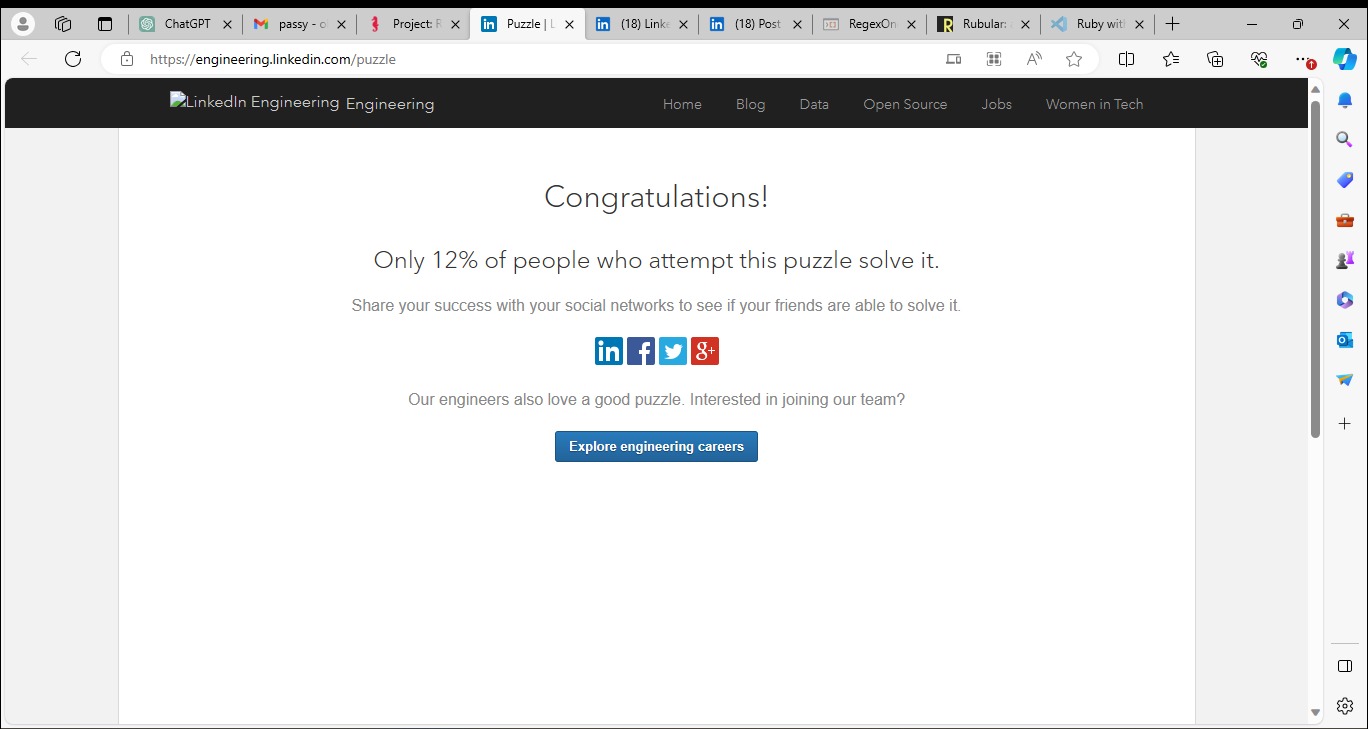 ChatGPT
passy - o
Project: R
Puzzle | L
(18) Linke
(18) Post
RegexOn
Rubular: a
Ruby with
https://engineering.linkedin.com/puzzle
LinkedIn Engineering Engineering
Home Blog Data Open Source Jobs Women in Tech
Congratulations!
Only 12% of people who attempt this puzzle solve it.
Share your success with your social networks to see if your friends are able to solve it.
in f g+
Our engineers also love a good puzzle. Interested in joining our team?
Explore engineering careers